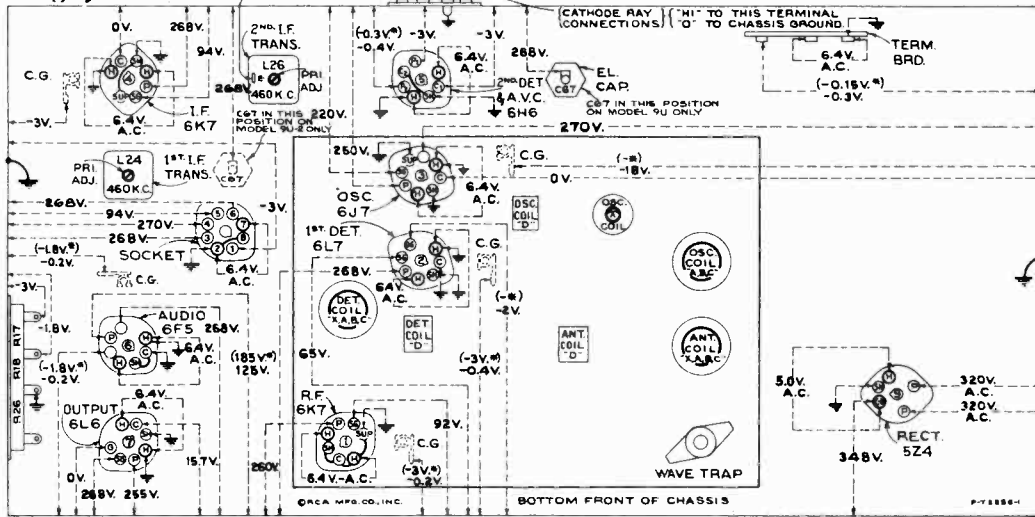 CATHODE RAY CONNECTIONS
"HI" TO THIS TERMINAL
"O" TO CHASSIS GROUND.
0V.
268V.
94V.
C.G.
-3V.
6.4V. A.C.
I.F. 6K7
2ND. I.F. TRANS.
L26
460 K.C.
PRI. ADJ.
268V.
C67 IN THIS POSITION ON MODEL 9U-2 ONLY
C67
220V.
(-0.3V.*)
-0.4V.
-3V.
-3V.
6.4V. A.C.
2ND. DET. & A.V.C. 6H6
268V.
C67
EL. CAP.
C67 IN THIS POSITION ON MODEL 9U ONLY
270V.
TERM. BRD.
6.4V. A.C.
(-0.15V.*)
-0.3V.
PRI. ADJ.
L24
460 K.C.
1ST. I.F. TRANS.
268V.
94V.
270V.
268V.
-3V.
SOCKET
6.4V. A.C.
(-1.8V.*)
-0.2V.
C.G.
-3V.
-1.8V.
R17
R18
R26
260V.
SUP
OSC. 6J7
6.4V. A.C.
C.G.
(-*)
-18V.
0V.
OSC. COIL "D"
OSC. COIL
OSC. COIL "A,B,C"
1ST. DET. 6L7
268V.
6.4V. A.C.
C.G.
(-*)
-2V.
DET. COIL "X,A,B,C"
DET. COIL "D"
ANT. COIL "D"
ANT. COIL "X,A,B,C"
AUDIO 6F5
268V.
6.4V. A.C.
(-1.8V.*)
-0.2V.
(185V.*)
125V.
65V.
(-3V.*)
-0.4V.
OUTPUT 6L6
6.4V. A.C.
0V.
268V.
255V.
15.7V.
R.F. 6K7
92V.
SUP
260V.
6.4V.-A.C.
C.G.
(-3V.*)
-0.2V.
WAVE TRAP
5.0V. A.C.
320V. A.C.
320V. A.C.
RECT. 5Z4
348V.
©RCA MFG. CO., INC.
BOTTOM FRONT OF CHASSIS